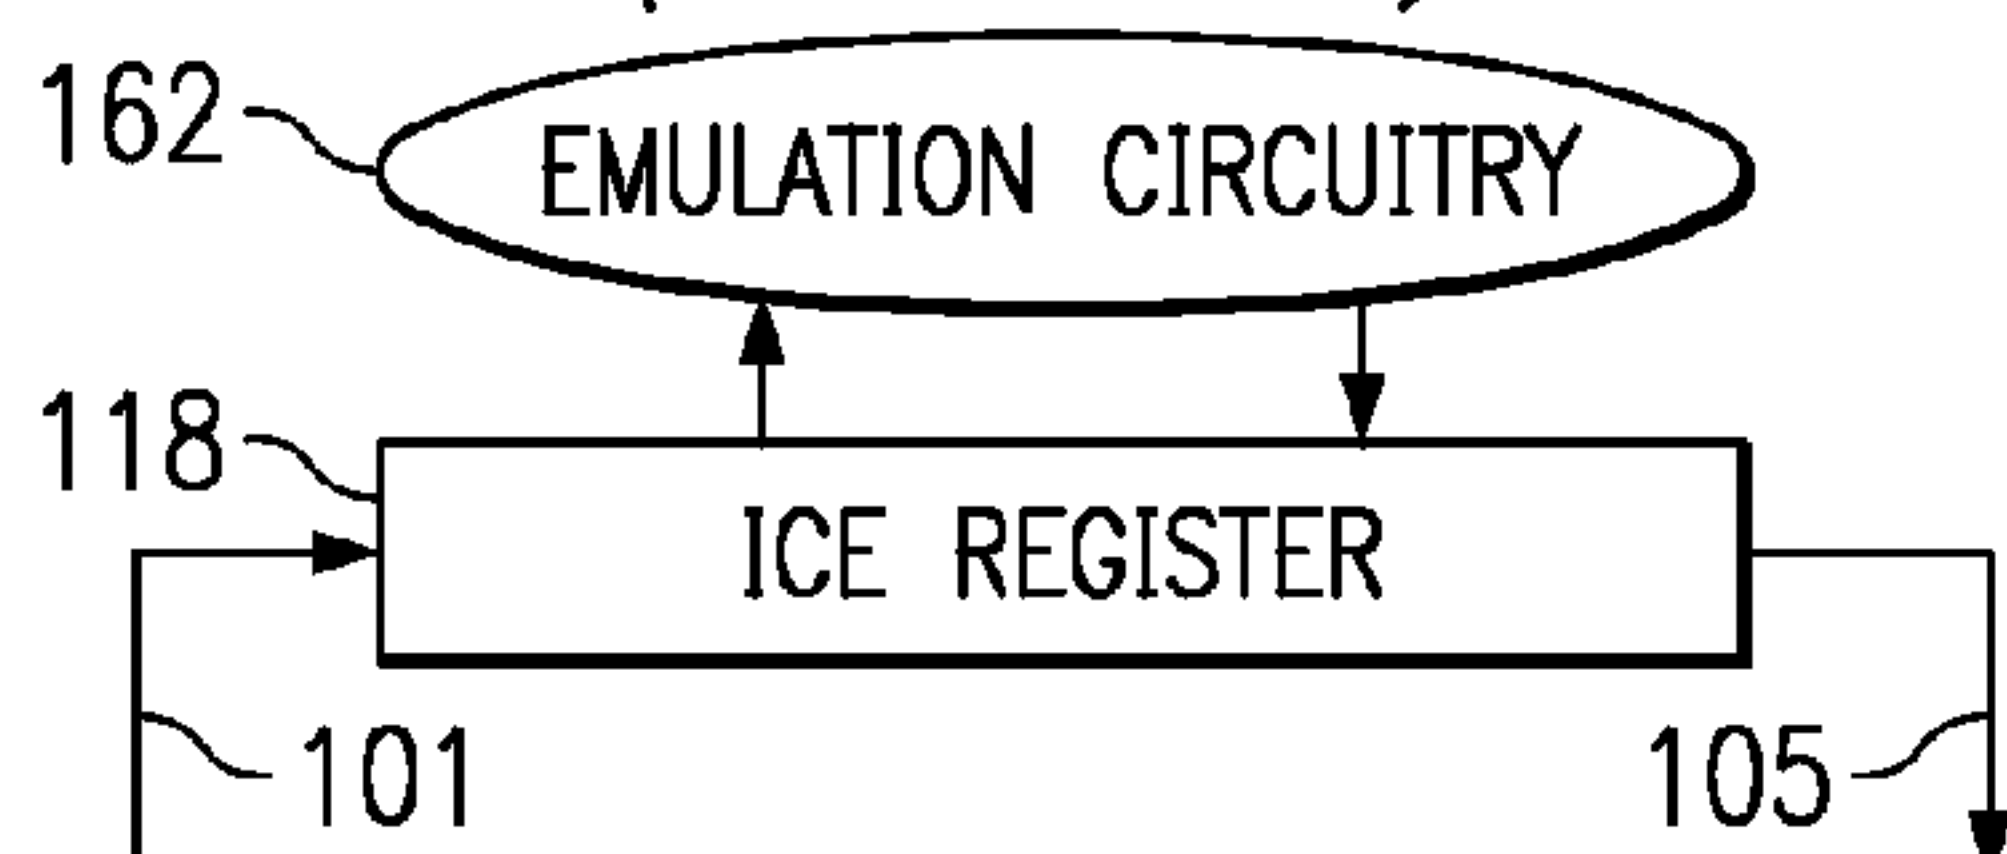 162
EMULATION CIRCUITRY
118
ICE REGISTER
101
105